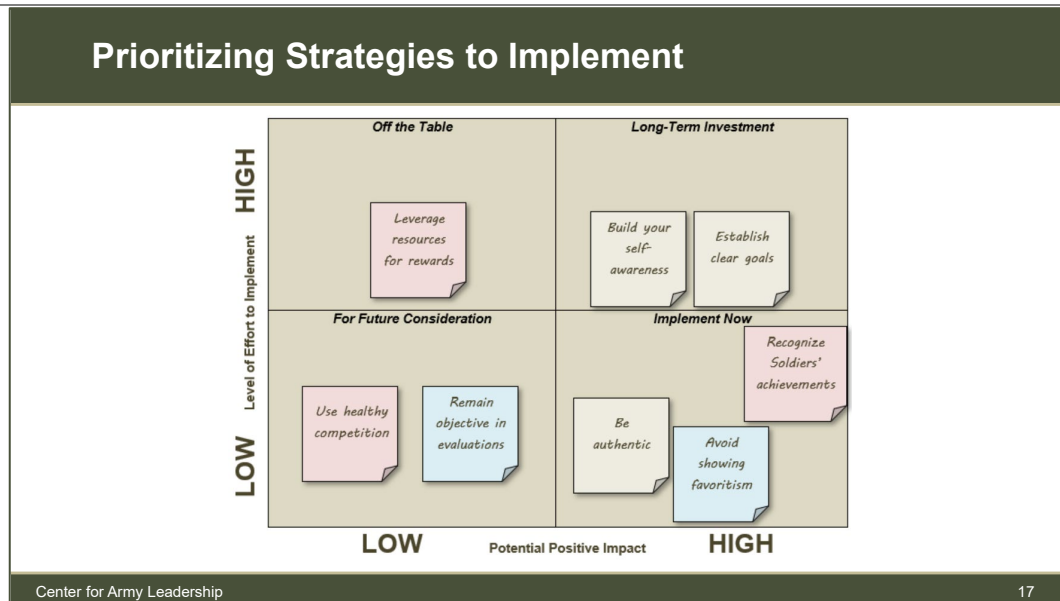 Prioritizing Strategies to Implement
Off the Table
Long-Term Investment
HIGH
Level of Effort to Implement
LOW
Leverage
resources
for rewards
Build your
self-
awareness
Establish
clear goals
For Future Consideration
Implement Now
Use healthy
competition
Remain
objective in
evaluations
Be
authentic
Avoid
showing
favoritism
Recognize
Soldiers'
achievements
LOW
Potential Positive Impact
HIGH
Center for Army Leadership
17